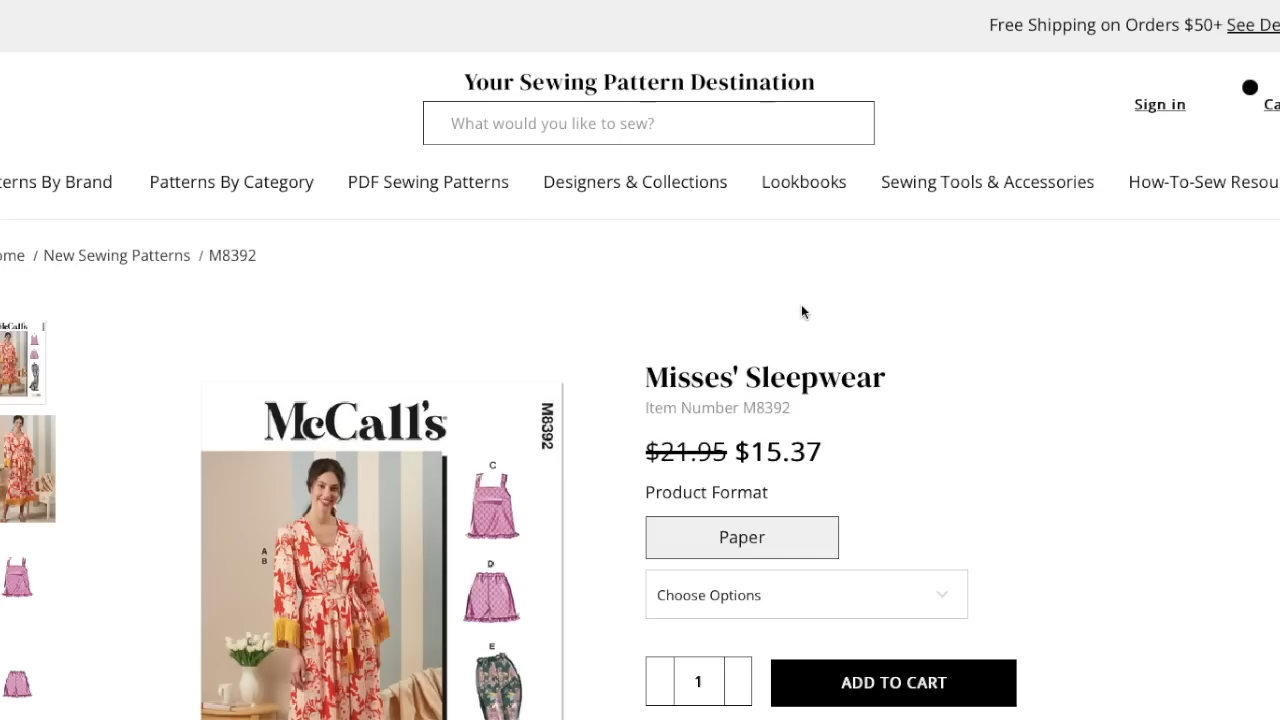 Free Shipping on Orders $50+ See De
Your Sewing Pattern Destination
What would you like to sew?
Sign in
Ca
terns By Brand
Patterns By Category
PDF Sewing Patterns
Designers & Collections
Lookbooks
Sewing Tools & Accessories
How-To-Sew Resou
ome / New Sewing Patterns / M8392
McCall's
M8392
A
B
C
D
E
Misses' Sleepwear
Item Number M8392
$21.95 $15.37
Product Format
Paper
Choose Options
1
ADD TO CART